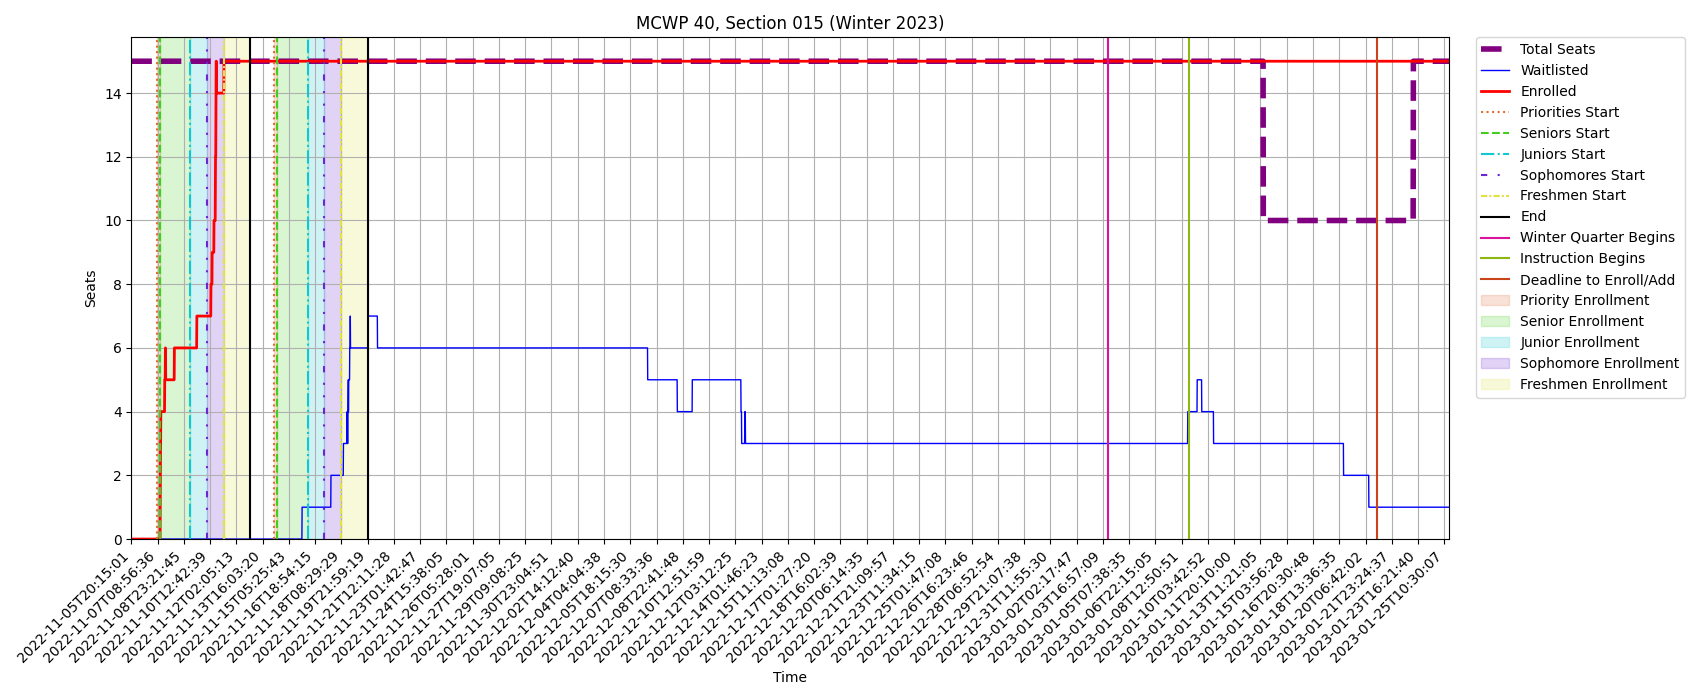 MCWP 40, Section 015 (Winter 2023)
Seats
14
12
10
8
6
4
2
0
2022-11-05T20:15:01
2022-11-07T08:56:36
2022-11-08T23:21:45
2022-11-10T12:42:39
2022-11-12T02:05:13
2022-11-13T16:03:20
2022-11-15T05:25:43
2022-11-16T18:54:15
2022-11-18T08:29:29
2022-11-19T21:59:19
2022-11-21T12:11:28
2022-11-23T01:42:47
2022-11-24T15:38:05
2022-11-26T05:28:01
2022-11-27T19:07:05
2022-11-29T09:08:25
2022-11-30T23:04:51
2022-12-02T14:12:40
2022-12-04T04:04:38
2022-12-05T18:15:30
2022-12-07T08:33:36
2022-12-08T22:41:48
2022-12-10T12:51:59
2022-12-12T03:12:25
2022-12-14T01:46:23
2022-12-15T11:13:08
2022-12-17T01:27:20
2022-12-18T16:02:39
2022-12-20T06:14:35
2022-12-21T21:09:57
2022-12-23T11:34:15
2022-12-25T01:47:08
2022-12-26T16:23:46
2022-12-28T06:52:54
2022-12-29T21:07:38
2022-12-31T11:55:30
2023-01-02T02:17:47
2023-01-03T16:57:09
2023-01-05T07:38:35
2023-01-06T22:15:05
2023-01-08T12:50:51
2023-01-10T03:42:52
2023-01-11T20:10:00
2023-01-13T11:21:05
2023-01-15T03:56:28
2023-01-16T20:30:48
2023-01-18T13:36:35
2023-01-20T06:42:02
2023-01-21T23:24:37
2023-01-23T16:21:40
2023-01-25T10:30:07
Time
Total Seats
Waitlisted
Enrolled
Priorities Start
Seniors Start
Juniors Start
Sophomores Start
Freshmen Start
End
Winter Quarter Begins
Instruction Begins
Deadline to Enroll/Add
Priority Enrollment
Senior Enrollment
Junior Enrollment
Sophomore Enrollment
Freshmen Enrollment